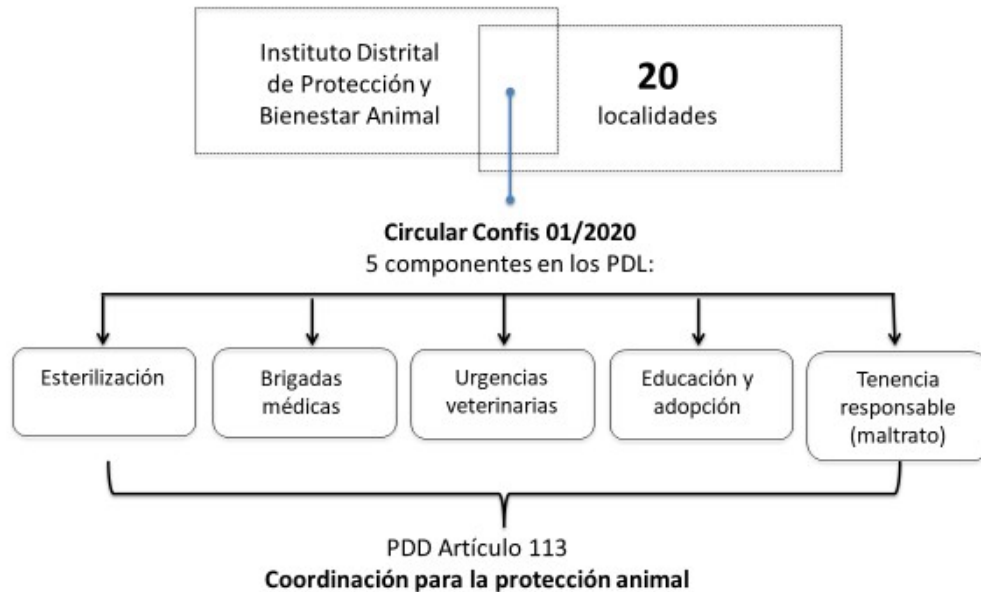 Instituto Distrital
de Protección y
Bienestar Animal
20
localidades
Circular Confis 01/2020
5 componentes en los PDL:
Esterilización
Brigadas
médicas
Urgencias
veterinarias
Educación y
adopción
Tenencia
responsable
(maltrato)
PDD Artículo 113
Coordinación para la protección animal